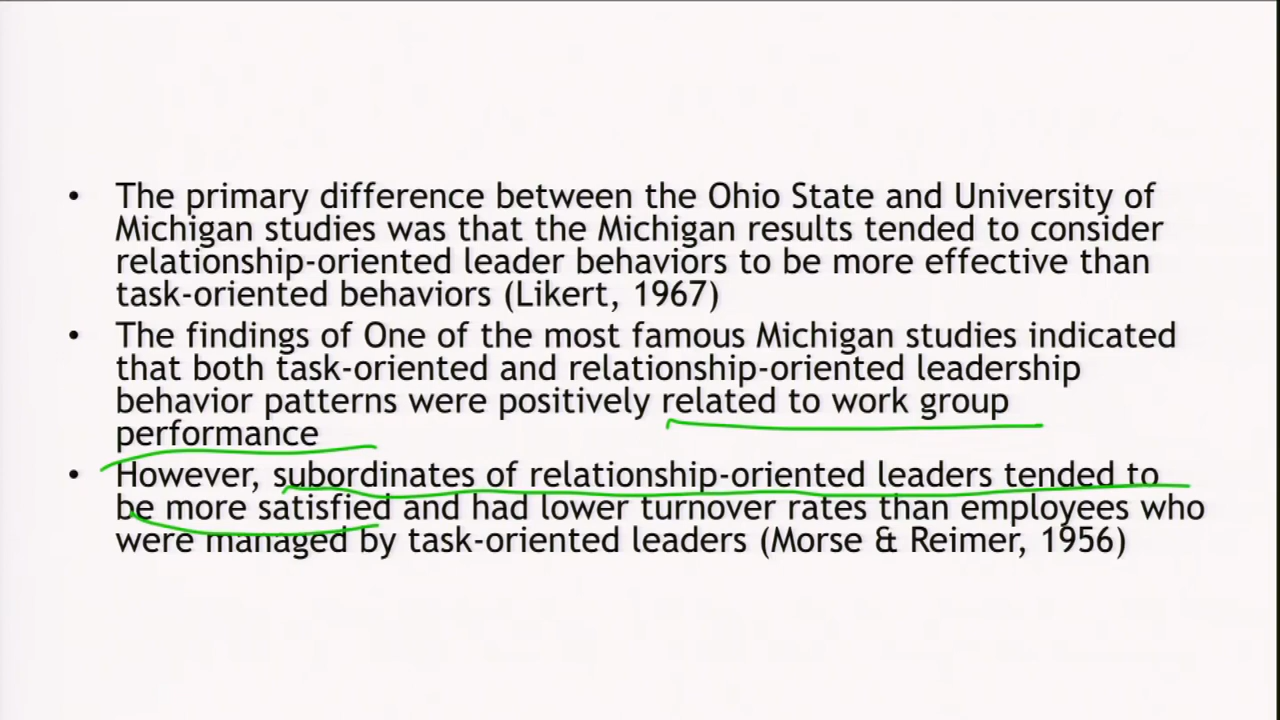 • The primary difference between the Ohio State and University of
Michigan studies was that the Michigan results tended to consider
relationship-oriented leader behaviors to be more effective than
task-oriented behaviors (Likert, 1967)
• The findings of One of the most famous Michigan studies indicated
that both task-oriented and relationship-oriented leadership
behavior patterns were positively related to work group
performance
• However, subordinates of relationship-oriented leaders tended to
be more satisfied and had lower turnover rates than employees who
were managed by task-oriented leaders (Morse & Reimer, 1956)